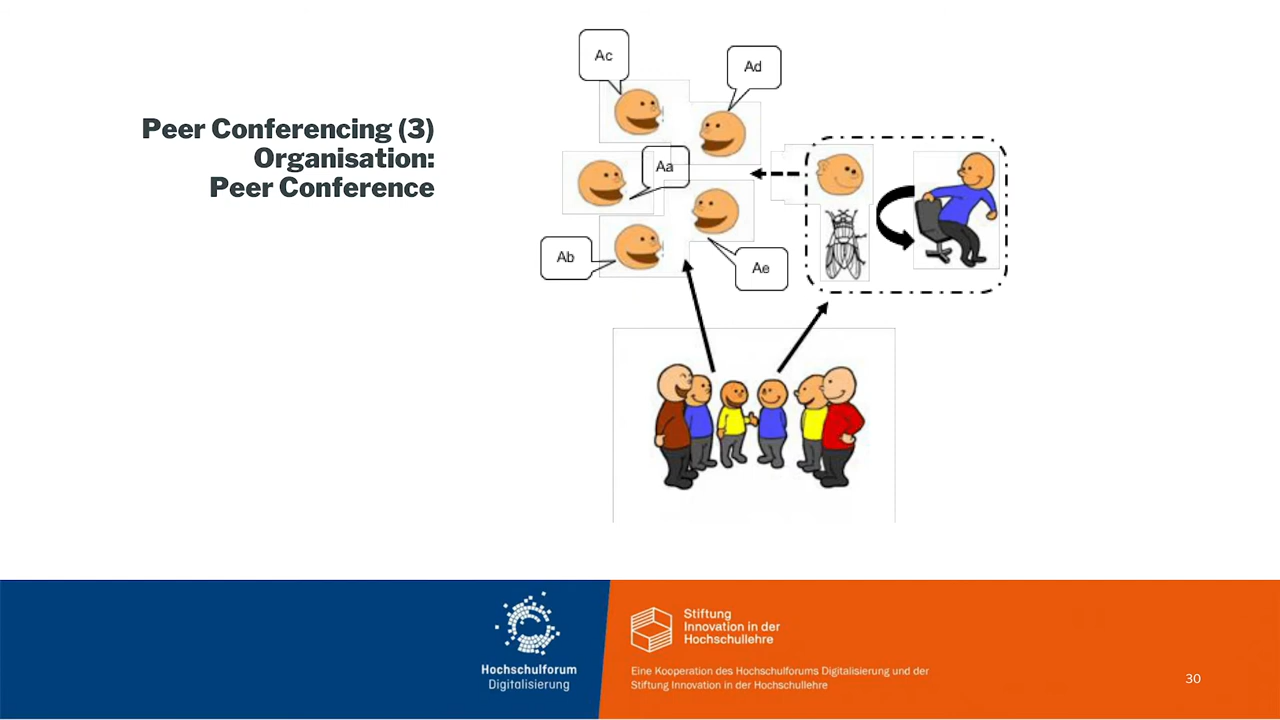 Peer Conferencing (3)
Organisation:
Peer Conference
Ac
Ad
Aa
Ab
Ae
Hochschulforum
Digitalisierung
Stiftung
Innovation in der
Hochschullehre
Eine Kooperation des Hochschulforums Digitalisierung und der
Stiftung Innovation in der Hochschullehre
30